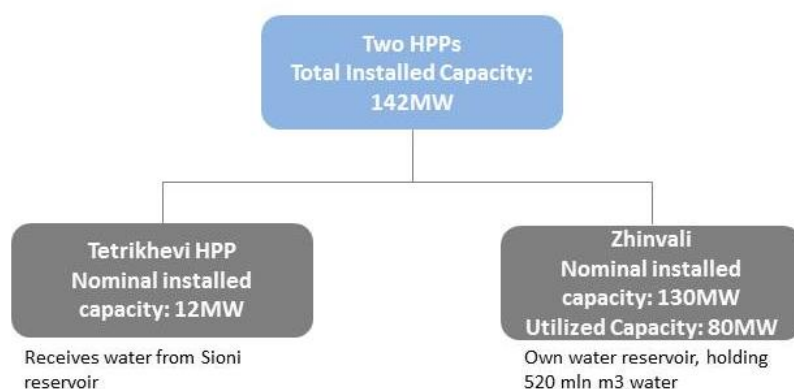 Two HPPs
Total Installed Capacity:
142MW
Tetrikhevi HPP
Nominal installed
capacity: 12MW
Receives water from Sioni
reservoir
Zhinvali
Nominal installed
capacity: 130MW
Utilized Capacity: 80MW
Own water reservoir, holding
520 mln m3 water